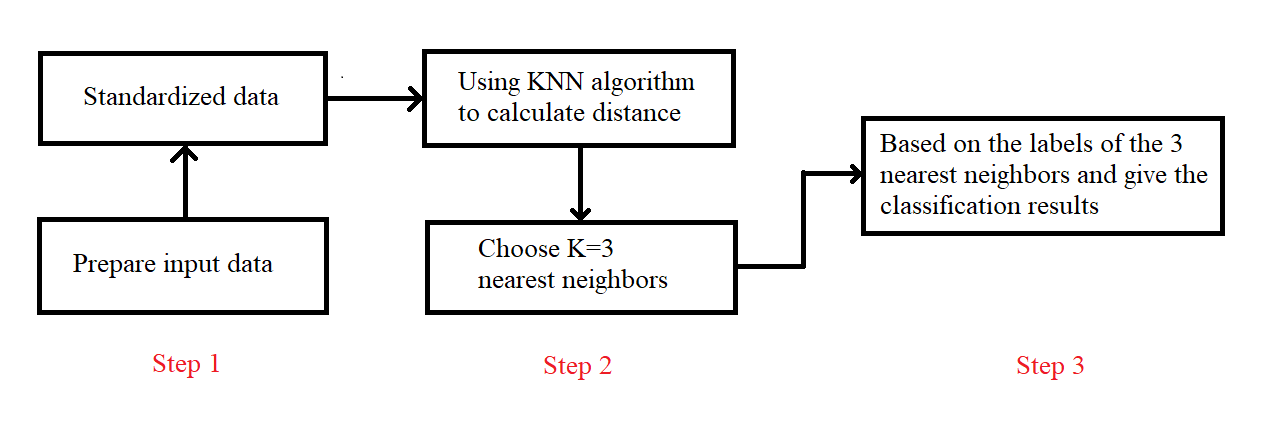 Standardized data
Prepare input data
Step 1
Using KNN algorithm
to calculate distance
Choose K=3
nearest neighbors
Step 2
Based on the labels of the 3
nearest neighbors and give the
classification results
Step 3